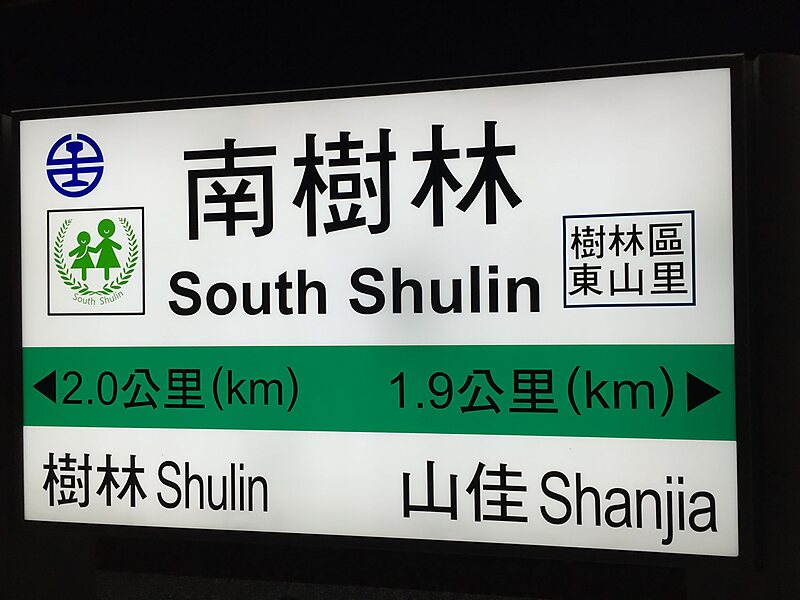 南樹林
South Shulin
South Shulin
樹林區
東山里
◀2.0公里(km)
1.9公里(km)▶
樹林 Shulin
山佳 Shanjia